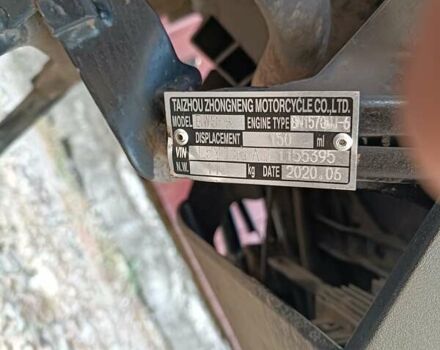 TAIZHOU ZHONGNENG MOTORCYCLE CO., LTD.
MODEL ENGINE TYPE
DISPLACEMENT 150 ml
VIN 1155395
N.W. kg DATE 2020.05